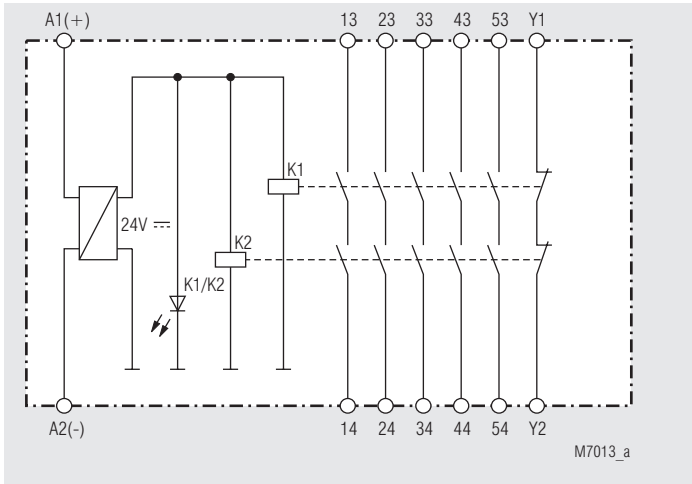 A1(+) 13 23 33 43 53 Y1
K1
24V
K2
K1/K2
A2(-) 14 24 34 44 54 Y2
M7013_a